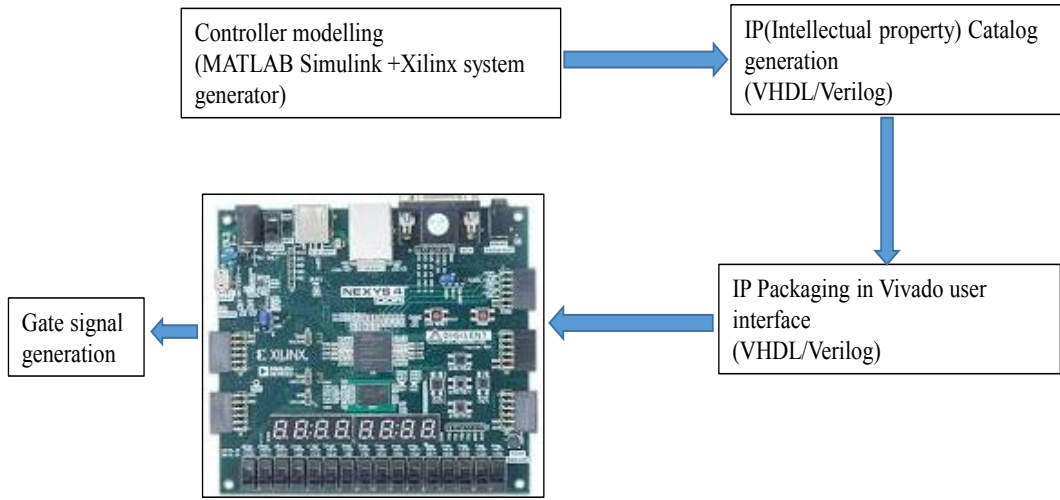 Controller modelling
(MATLAB Simulink +Xilinx system
generator)
IP(Intellectual property) Catalog
generation
(VHDL/Verilog)
IP Packaging in Vivado user
interface
(VHDL/Verilog)
Gate signal
generation
NEXYS 4
DIGILENT
XILINX